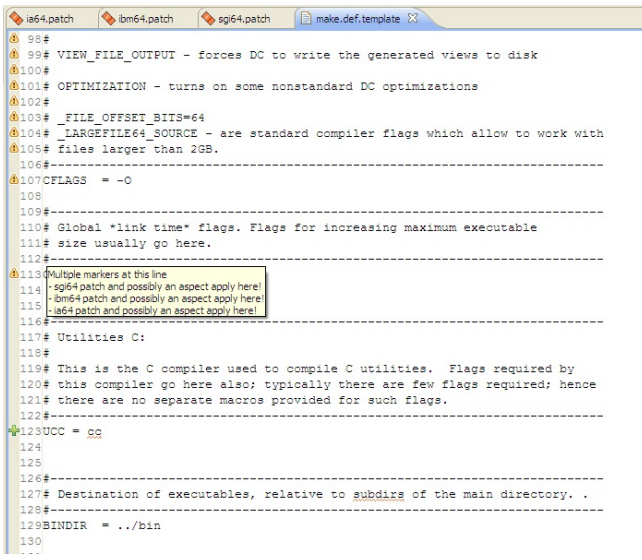 ia64.patch ibm64.patch sgi64.patch make.def.template
98#
99# VIEW_FILE_OUTPUT - forces DC to write the generated views to disk
100#
101# OPTIMIZATION - turns on some nonstandard DC optimizations
102#
103# _FILE_OFFSET_BITS=64
104# _LARGEFILE64_SOURCE - are standard compiler flags which allow to work with
105# files larger than 2GB.
106#-------------------------------------------------------------------------
107CFLAGS = -O
108
109#-------------------------------------------------------------------------
110# Global *link time* flags. Flags for increasing maximum executable
111# size usually go here.
112#-------------------------------------------------------------------------
113
Multiple markers at this line
- sgi64 patch and possibly an aspect apply here!
114
- ibm64 patch and possibly an aspect apply here!
115
- ia64 patch and possibly an aspect apply here!
116#-------------------------------------------------------------------------
117# Utilities C:
118#
119# This is the C compiler used to compile C utilities. Flags required by
120# this compiler go here also; typically there are few flags required; hence
121# there are no separate macros provided for such flags.
122#-------------------------------------------------------------------------
123UCC = cc
124
125
126#-------------------------------------------------------------------------
127# Destination of executables, relative to subdirs of the main directory. .
128#-------------------------------------------------------------------------
129BINDIR = ../bin
130